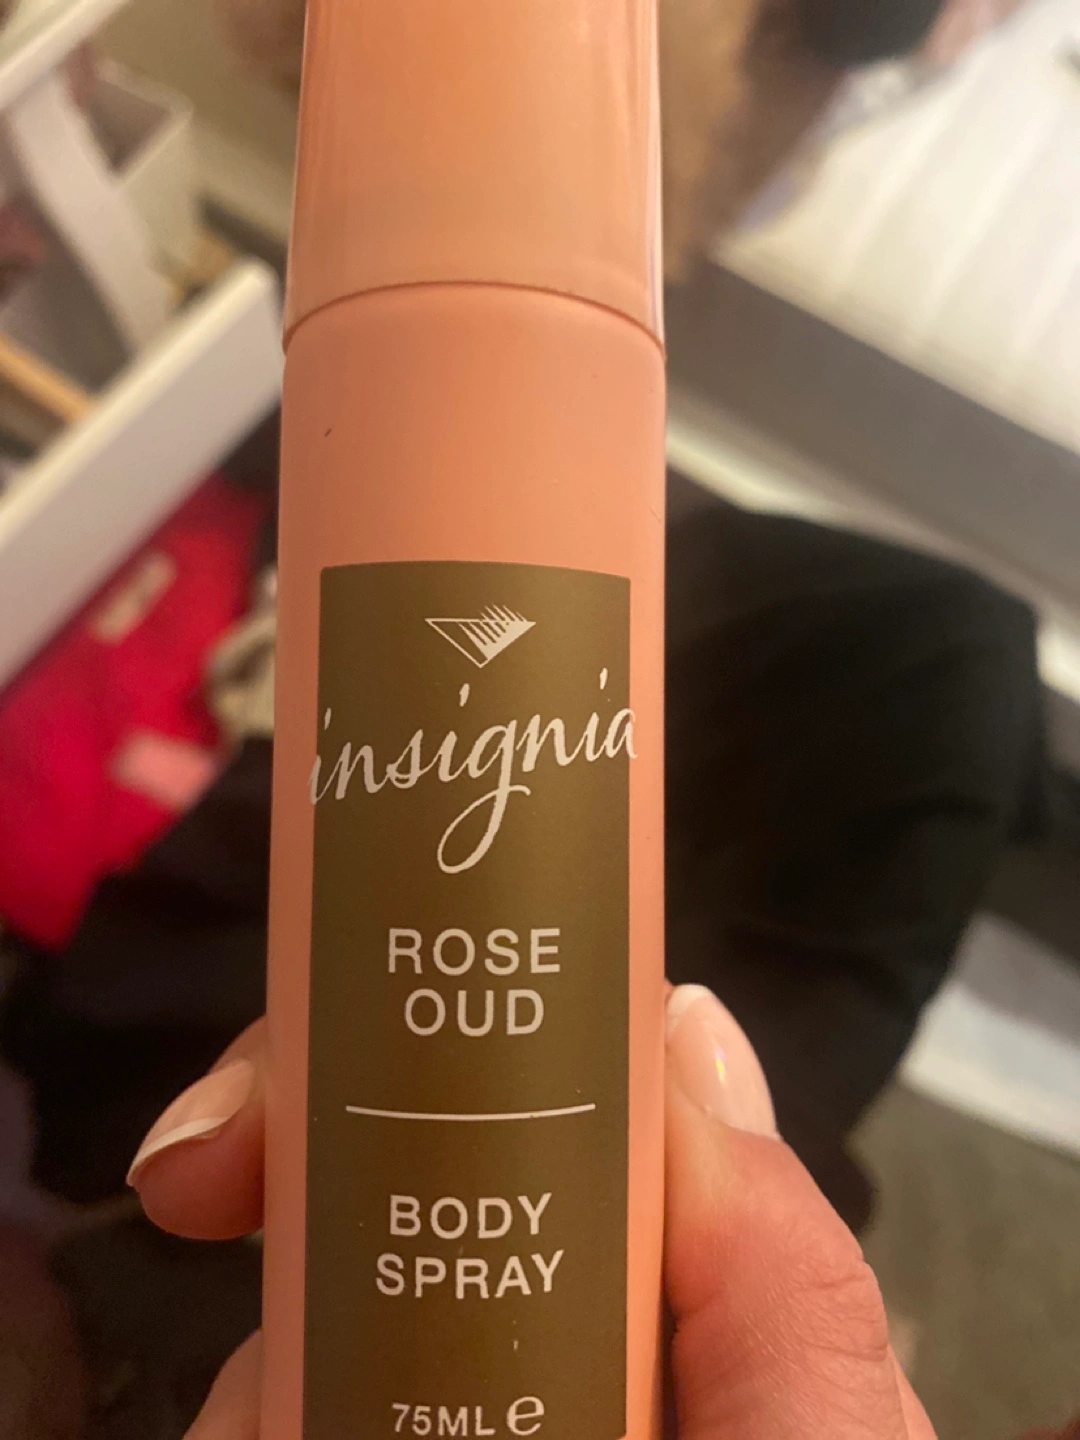 insignia
ROSE
OUD
BODY
SPRAY
75ML e